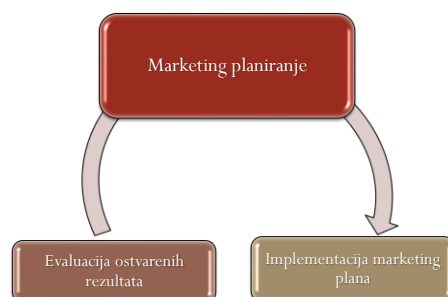 Marketing planiranje
Evaluacija ostvarenih
rezultata
Implementacija marketing
plana